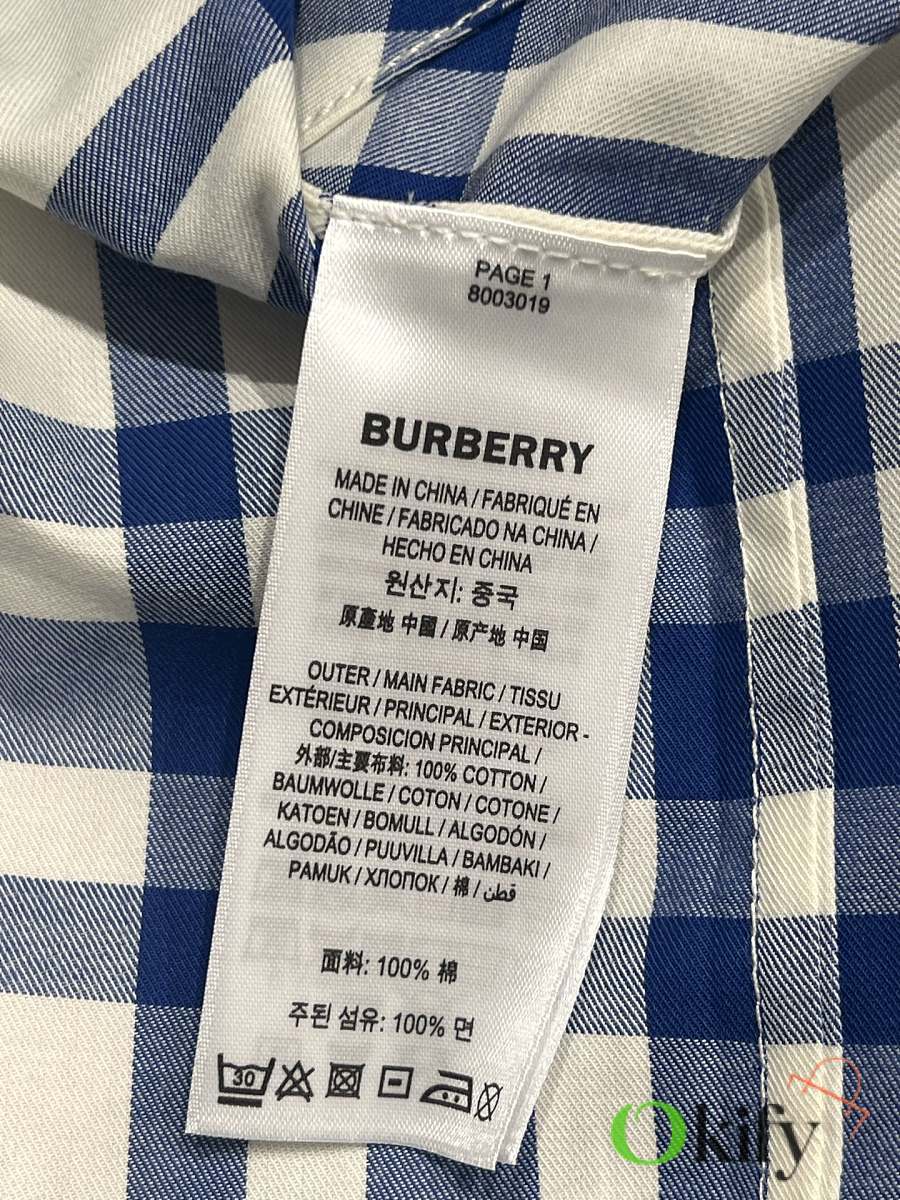 PAGE 1
8003019
BURBERRY
MADE IN CHINA / FABRIQUÉ EN
CHINE / FABRICADO NA CHINA /
HECHO EN CHINA
원산지: 중국
原產地 中國 / 原产地 中国
OUTER / MAIN FABRIC / TISSU
EXTÉRIEUR / PRINCIPAL / EXTERIOR -
COMPOSICION PRINCIPAL /
外部/主要布料: 100% COTTON /
BAUMWOLLE / COTON / COTONE /
KATOEN / BOMULL / ALGODÓN /
ALGODÃO / PUUVILLA / BAMBAKI /
PAMUK / ХЛОПОК / 棉 / قطن
面料: 100% 棉
주된 섬유: 100% 면
30
Okify